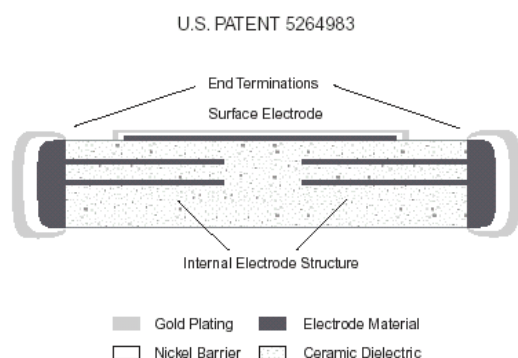 U.S. PATENT 5264983
End Terminations
Surface Electrode
Internal Electrode Structure
Gold Plating
Electrode Material
Nickel Barrier
Ceramic Dielectric